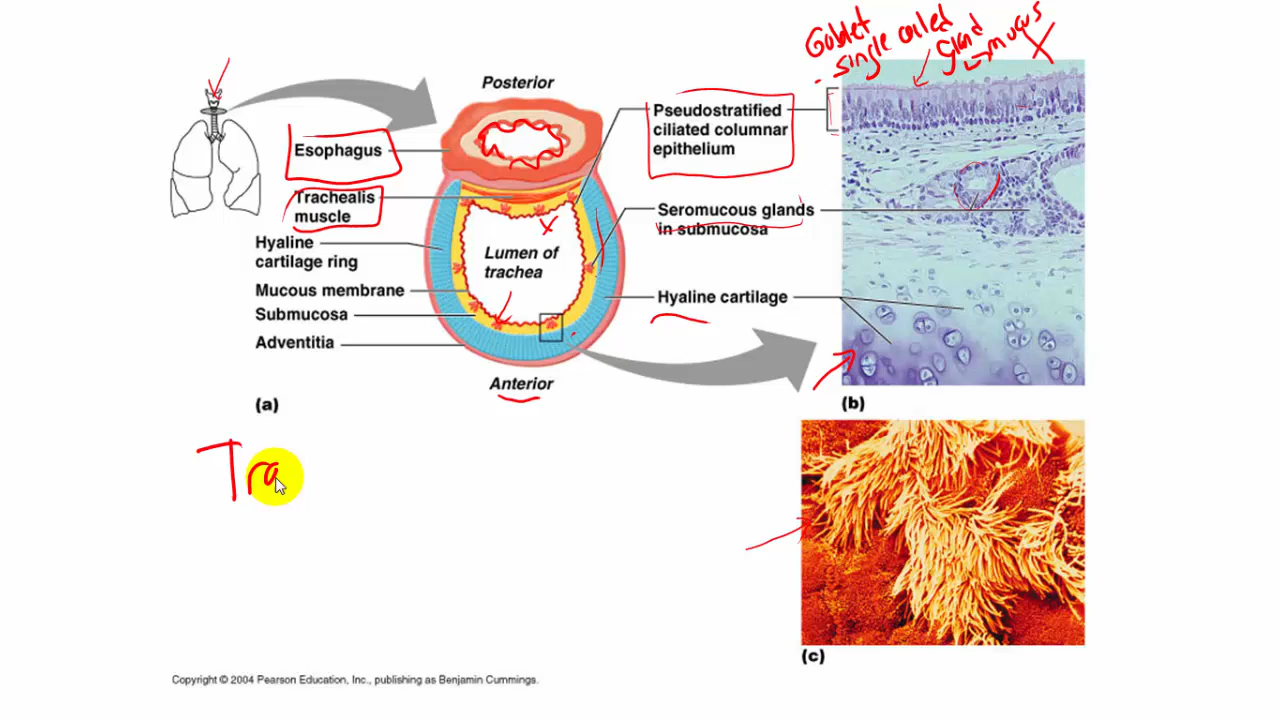 Goblet
single celled
gland
mucus
Posterior
Pseudostratified
ciliated columnar
epithelium
Esophagus
Trachealis
muscle
Seromucous glands
in submucosa
Hyaline
cartilage ring
Lumen of
trachea
Mucous membrane
Hyaline cartilage
Submucosa
Adventitia
Anterior
(a)
(b)
Tra
(c)
Copyright © 2004 Pearson Education, Inc., publishing as Benjamin Cummings.